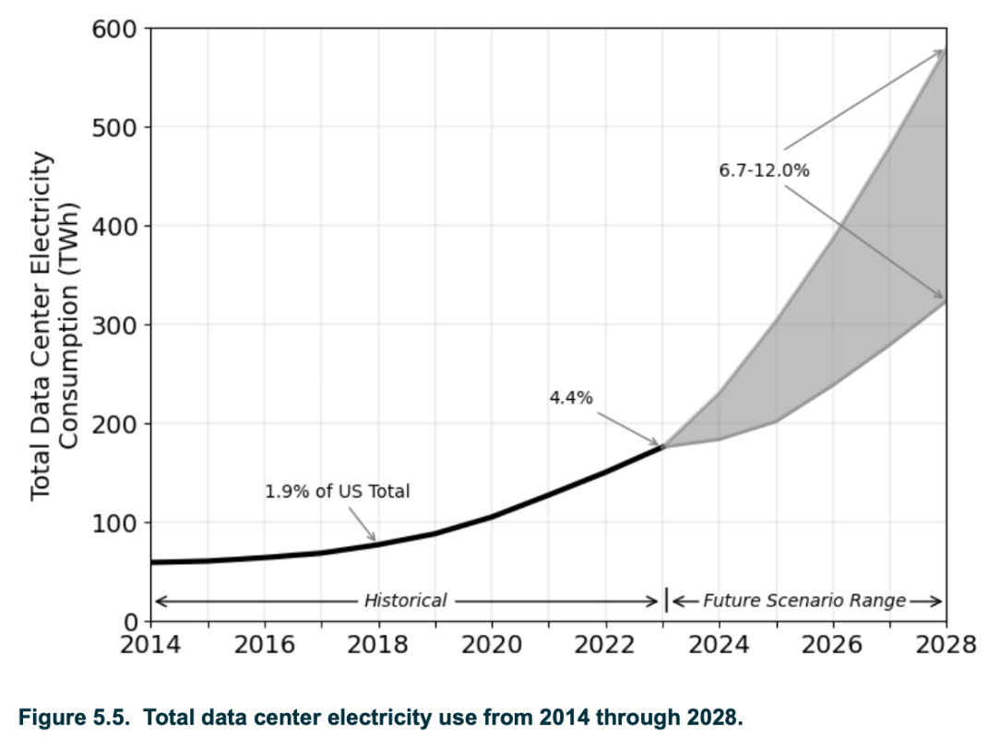 600
500
400
300
200
100
0
Total Data Center Electricity
Consumption (TWh)
6.7-12.0%
4.4%
1.9% of US Total
Historical
Future Scenario Range
2014 2016 2018 2020 2022 2024 2026 2028
Figure 5.5. Total data center electricity use from 2014 through 2028.